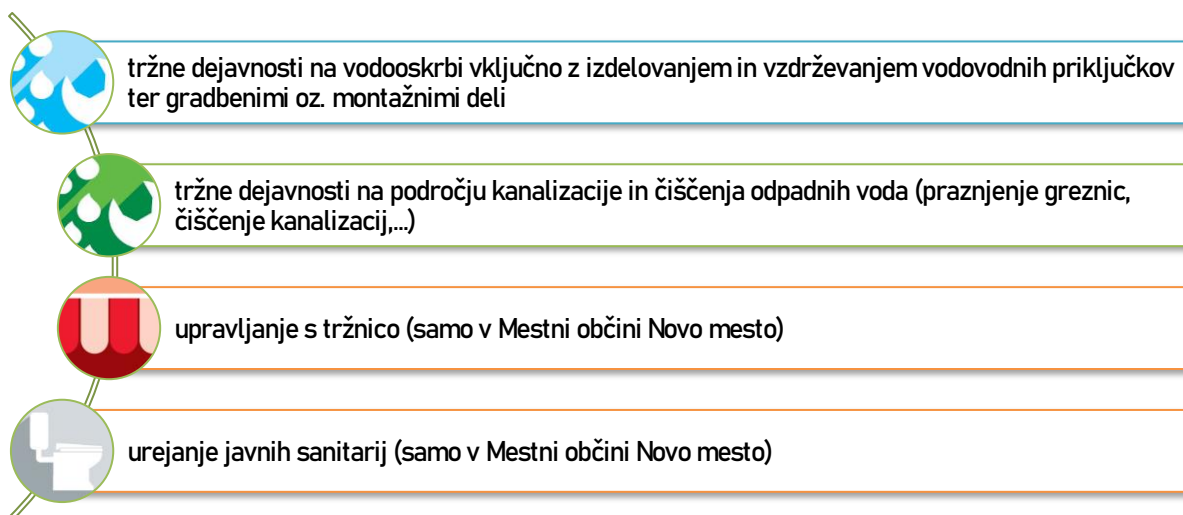 tržne dejavnosti na vodooskrbi vključno z izdelovanjem in vzdrževanjem vodovodnih priključkov
ter gradbenimi oz. montažnimi deli
tržne dejavnosti na področju kanalizacije in čiščenja odpadnih voda (praznjenje greznic,
čiščenje kanalizacij,...)
upravljanje s tržnico (samo v Mestni občini Novo mesto)
urejanje javnih sanitarij (samo v Mestni občini Novo mesto)